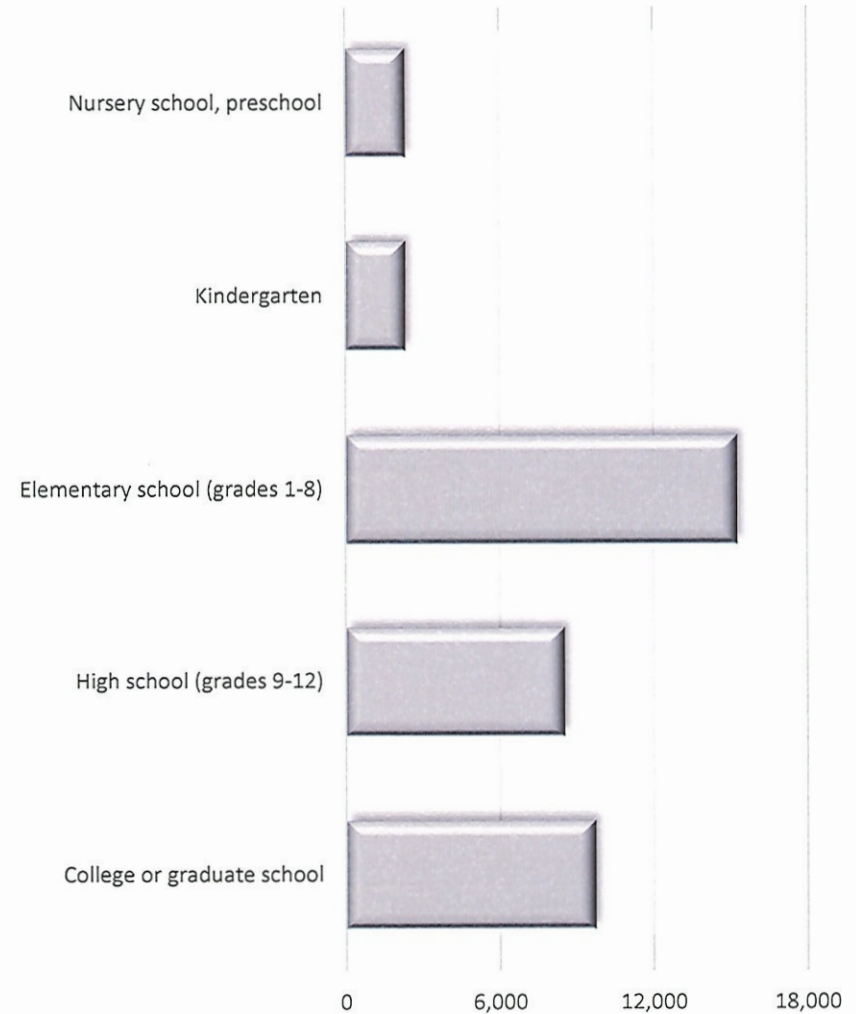 Nursery school, preschool
Kindergarten
Elementary school (grades 1-8)
High school (grades 9-12)
College or graduate school
0 6,000 12,000 18,000